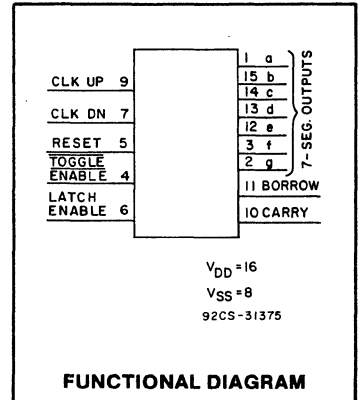 CLK UP 9
CLK DN 7
RESET 5
TOGGLE
ENABLE 4
LATCH
ENABLE 6
1 a
15 b
14 c
13 d
12 e
3 f
2 g
7-SEG. OUTPUTS
11 BORROW
10 CARRY
VDD = 16
VSS = 8
92CS-31375
FUNCTIONAL DIAGRAM